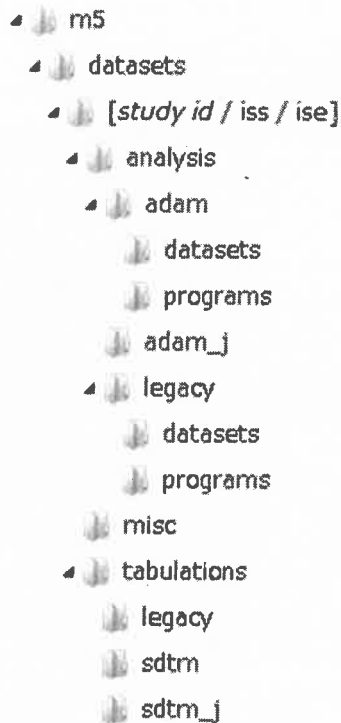 m5
datasets
[study id / iss / ise]
analysis
adam
datasets
programs
adam_j
legacy
datasets
programs
misc
tabulations
legacy
sdtm
sdtm_j